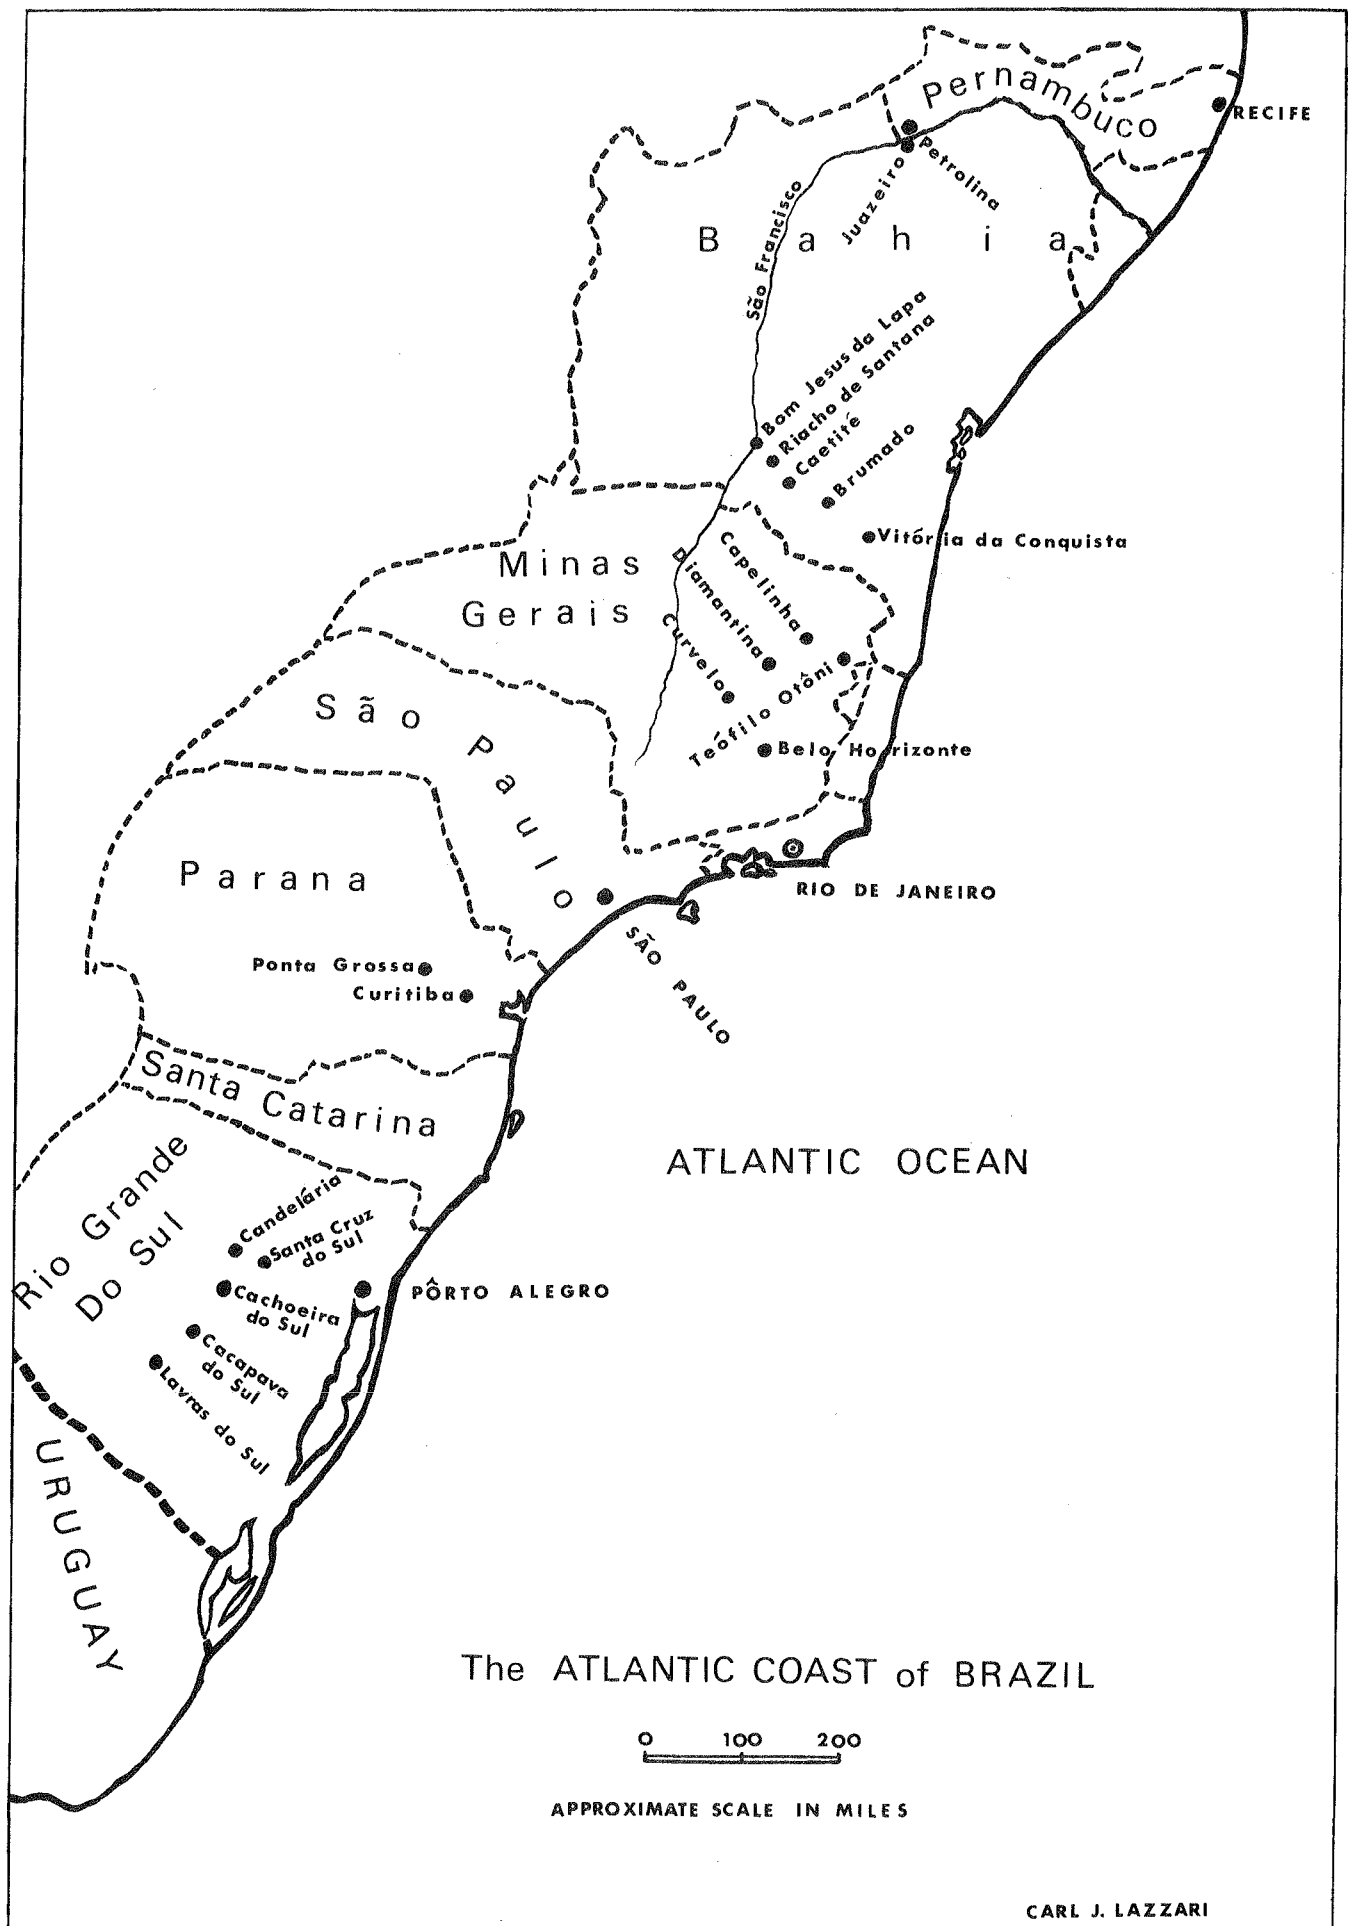 Pernambuco
RECIFE
Petrolina
Juazeiro
São Francisco
Bahia
Bom Jesus da Lapa
Riacho de Santana
Caetité
Brumado
Vitória da Conquista
Minas
Gerais
Capelinha
Diamantina
Curvelo
Teófilo Otôni
Belo Horizonte
São Paulo
RIO DE JANEIRO
Parana
SÃO PAULO
Ponta Grossa
Curitiba
Santa Catarina
ATLANTIC OCEAN
Rio Grande
Do Sul
Candelária
Santa Cruz
do Sul
Cachoeira
do Sul
PÔRTO ALEGRO
Cacapava
do Sul
Lavras do Sul
URUGUAY
The ATLANTIC COAST of BRAZIL
0 100 200
APPROXIMATE SCALE IN MILES
CARL J. LAZZARI